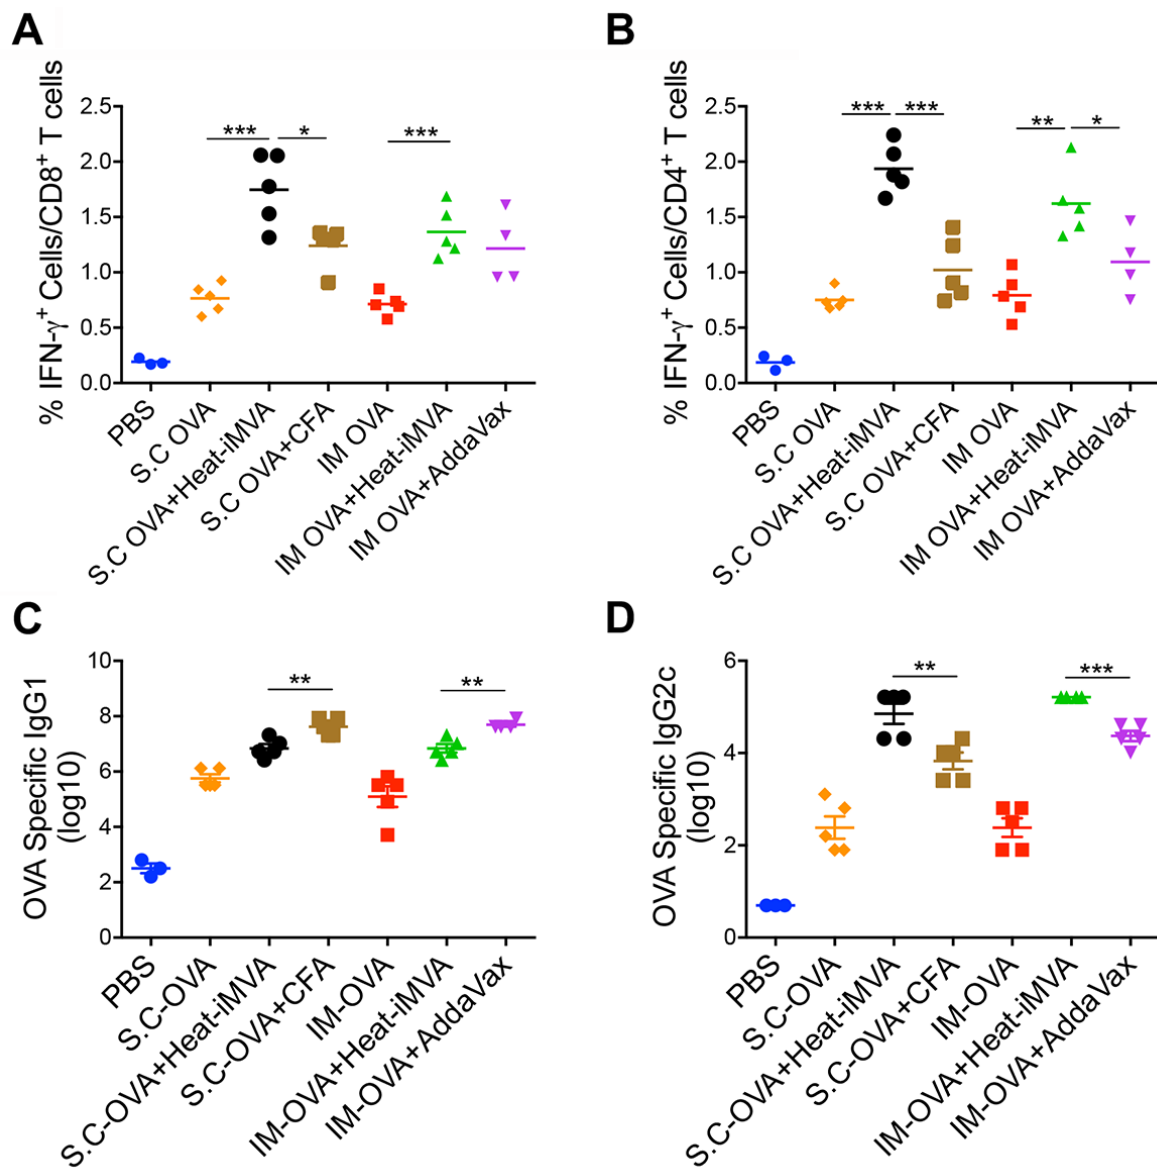 A
% IFN-γ+ Cells/CD8+ T cells
2.5
2.0
1.5
1.0
0.5
0.0
*** * ***
PBS
S.C OVA
S.C OVA+Heat-iMVA
S.C OVA+CFA
IM OVA
IM OVA+Heat-iMVA
IM OVA+AddaVax
B
% IFN-γ+ Cells/CD4+ T cells
2.5
2.0
1.5
1.0
0.5
0.0
*** *** ** *
PBS
S.C OVA
S.C OVA+Heat-iMVA
S.C OVA+CFA
IM OVA
IM OVA+Heat-iMVA
IM OVA+AddaVax
C
OVA Specific IgG1
(log10)
10
8
6
4
2
0
** **
PBS
S.C-OVA
S.C-OVA+Heat-iMVA
S.C-OVA+CFA
IM-OVA
IM-OVA+Heat-iMVA
IM-OVA+AddaVax
D
OVA Specific IgG2c
(log10)
6
4
2
0
** ***
PBS
S.C-OVA
S.C-OVA+Heat-iMVA
S.C-OVA+CFA
IM-OVA
IM-OVA+Heat-iMVA
IM-OVA+AddaVax